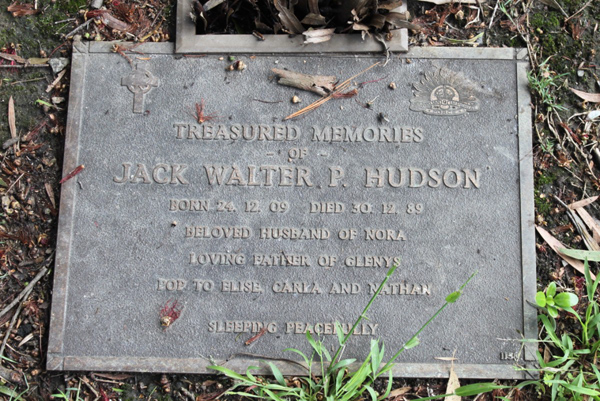 TREASURED MEMORIES
- OF -
JACK WALTER P. HUDSON
BORN 24. 12. 09 DIED 30. 12. 89
BELOVED HUSBAND OF NORA
LOVING FATHER OF GLENYS
POP TO ELISE, CARLA AND NATHAN
SLEEPING PEACEFULLY